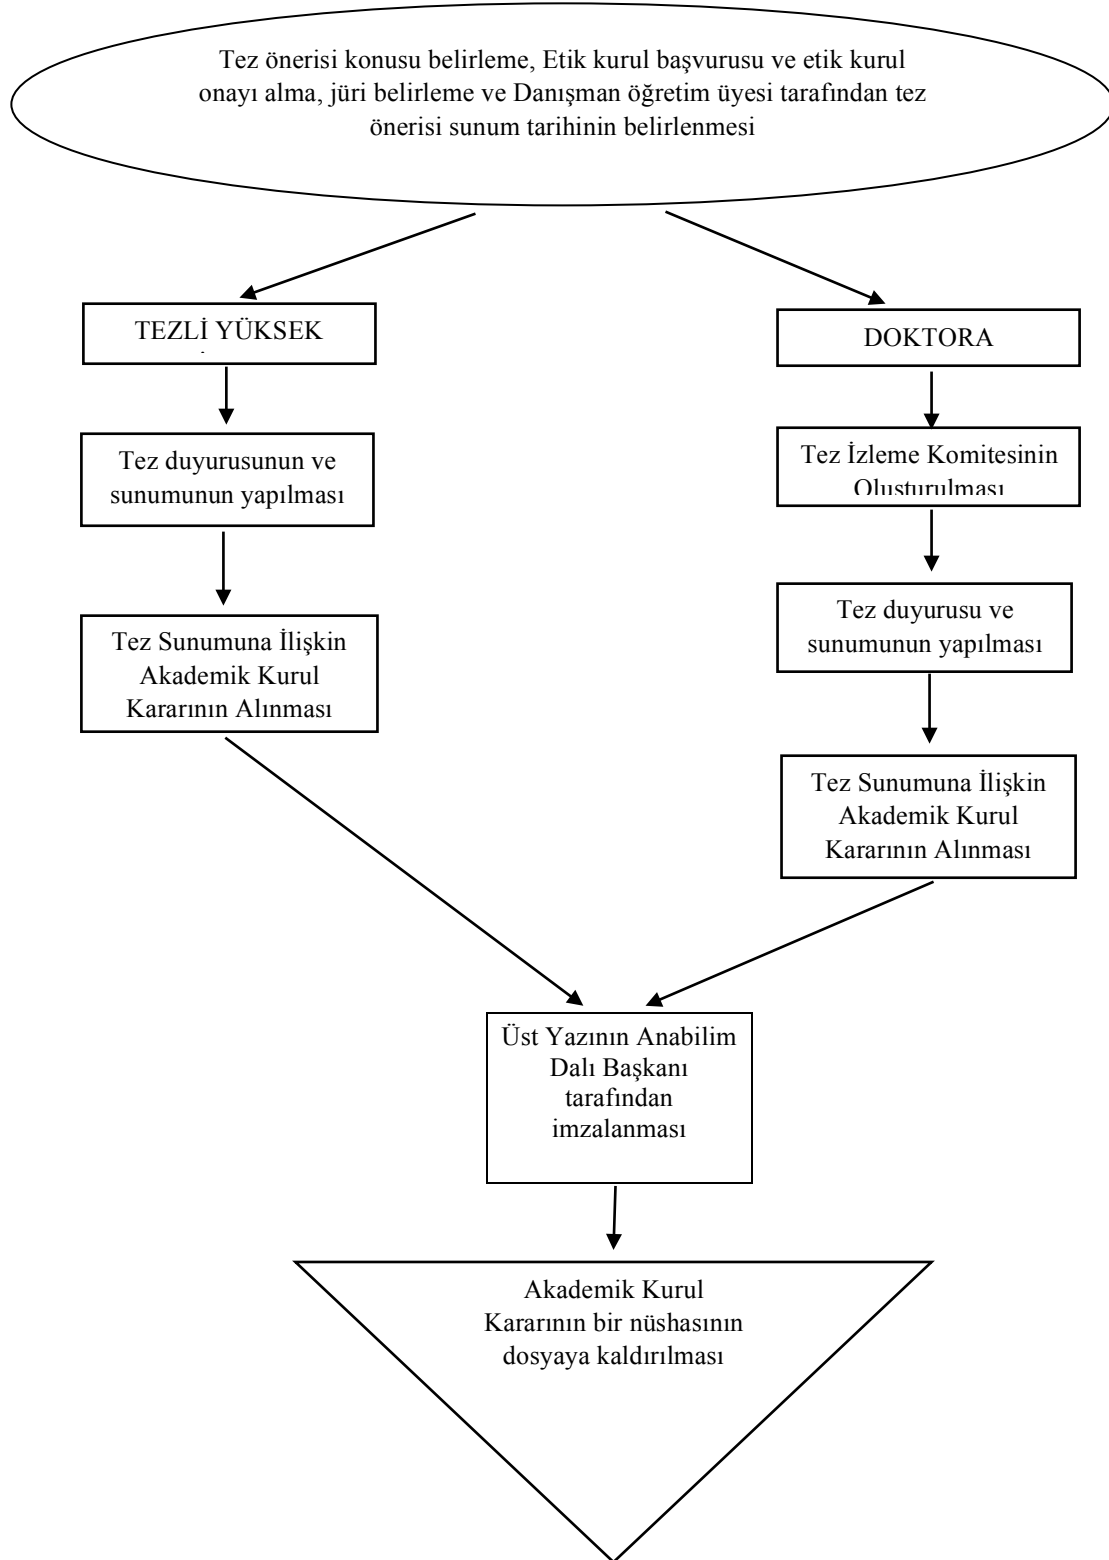 Tez önerisi konusu belirleme, Etik kurul başvurusu ve etik kurul
onayı alma, jüri belirleme ve Danışman öğretim üyesi tarafından tez
önerisi sunum tarihinin belirlenmesi
TEZLİ YÜKSEK
DOKTORA
Tez duyurusunun ve
sunumunun yapılması
Tez İzleme Komitesinin
Oluşturulması
Tez duyurusu ve
sunumunun yapılması
Tez Sunumuna İlişkin
Akademik Kurul
Kararının Alınması
Tez Sunumuna İlişkin
Akademik Kurul
Kararının Alınması
Üst Yazının Anabilim
Dalı Başkanı
tarafından
imzalanması
Akademik Kurul
Kararının bir nüshasının
dosyaya kaldırılması